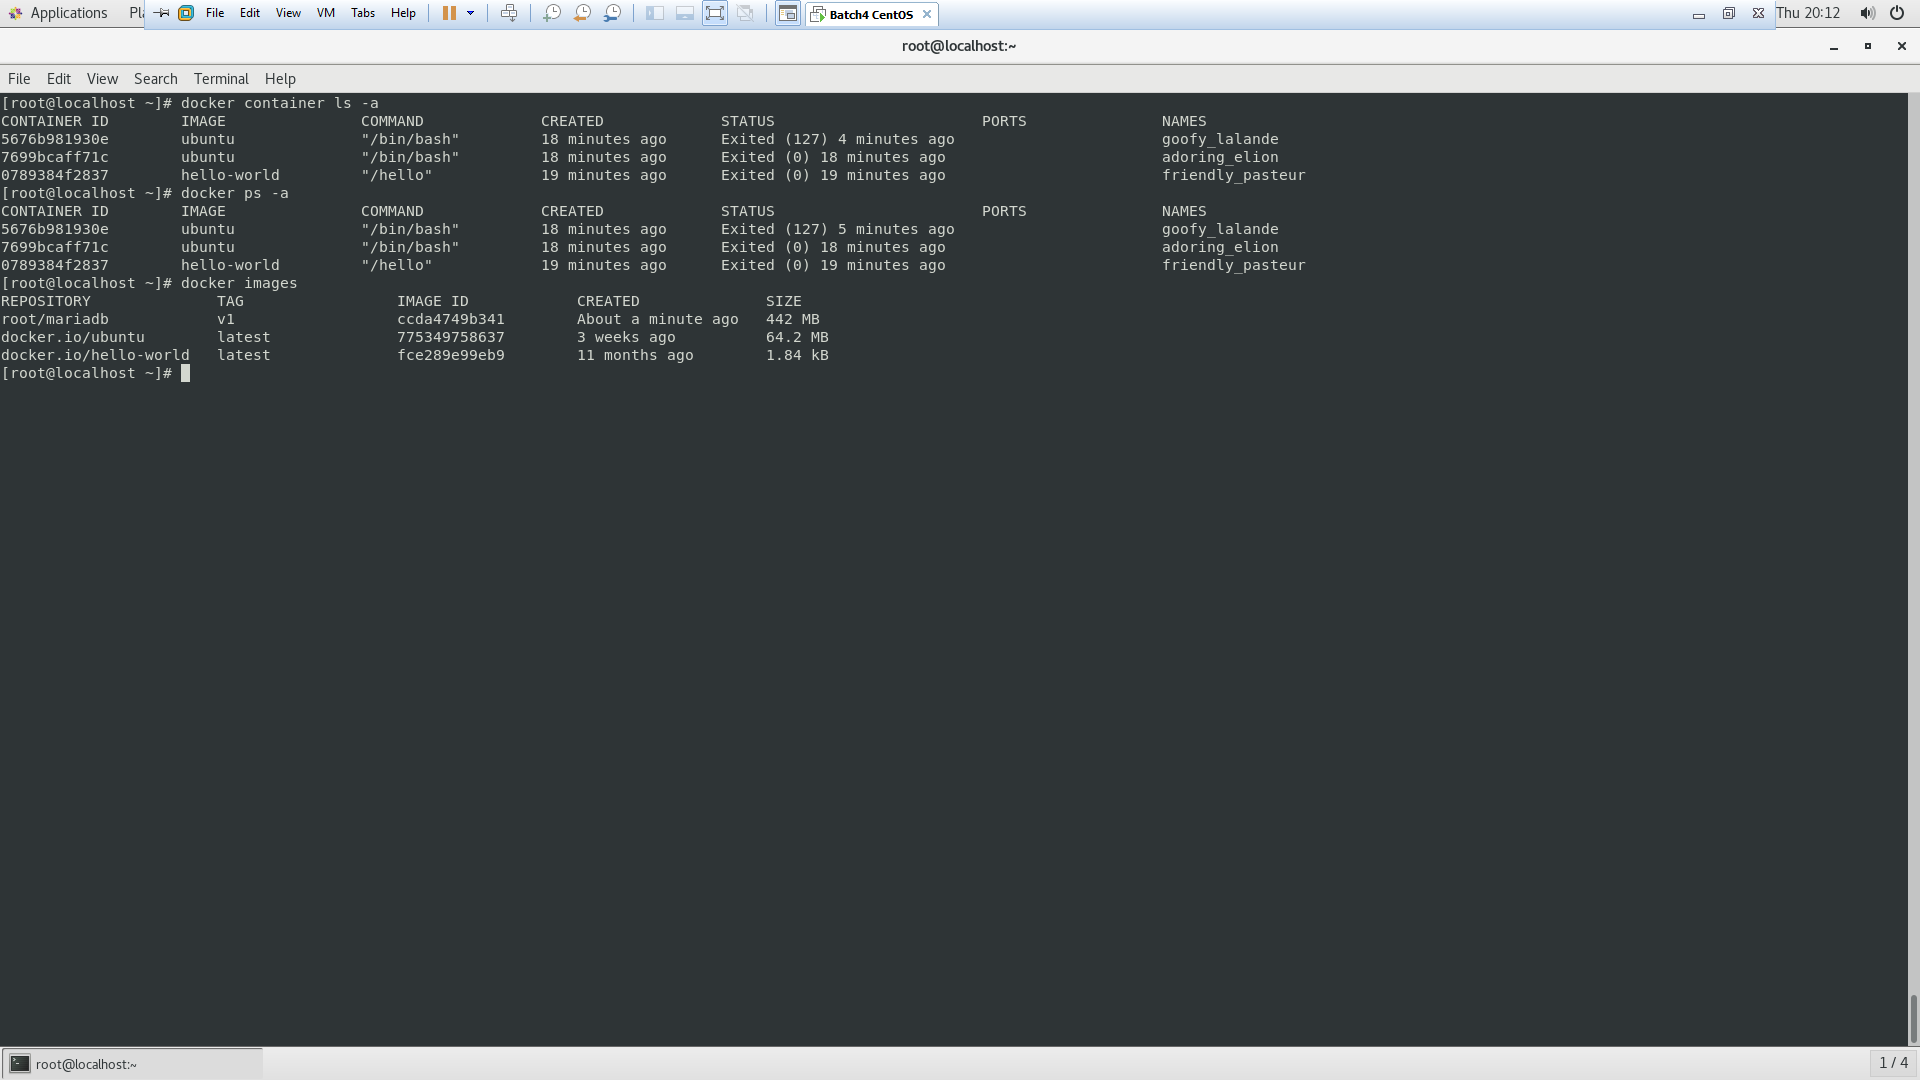 Applications Pl File Edit View VM Tabs Help Batch4 CentOS Thu 20:12
root@localhost:~
File Edit View Search Terminal Help
[root@localhost ~]# docker container ls -a
CONTAINER ID IMAGE COMMAND CREATED STATUS PORTS NAMES
5676b981930e ubuntu "/bin/bash" 18 minutes ago Exited (127) 4 minutes ago goofy_lalande
7699bcaff71c ubuntu "/bin/bash" 18 minutes ago Exited (0) 18 minutes ago adoring_elion
0789384f2837 hello-world "/hello" 19 minutes ago Exited (0) 19 minutes ago friendly_pasteur
[root@localhost ~]# docker ps -a
CONTAINER ID IMAGE COMMAND CREATED STATUS PORTS NAMES
5676b981930e ubuntu "/bin/bash" 18 minutes ago Exited (127) 5 minutes ago goofy_lalande
7699bcaff71c ubuntu "/bin/bash" 18 minutes ago Exited (0) 18 minutes ago adoring_elion
0789384f2837 hello-world "/hello" 19 minutes ago Exited (0) 19 minutes ago friendly_pasteur
[root@localhost ~]# docker images
REPOSITORY TAG IMAGE ID CREATED SIZE
root/mariadb v1 ccda4749b341 About a minute ago 442 MB
docker.io/ubuntu latest 775349758637 3 weeks ago 64.2 MB
docker.io/hello-world latest fce289e99eb9 11 months ago 1.84 kB
[root@localhost ~]#
root@localhost:~ 1 / 4